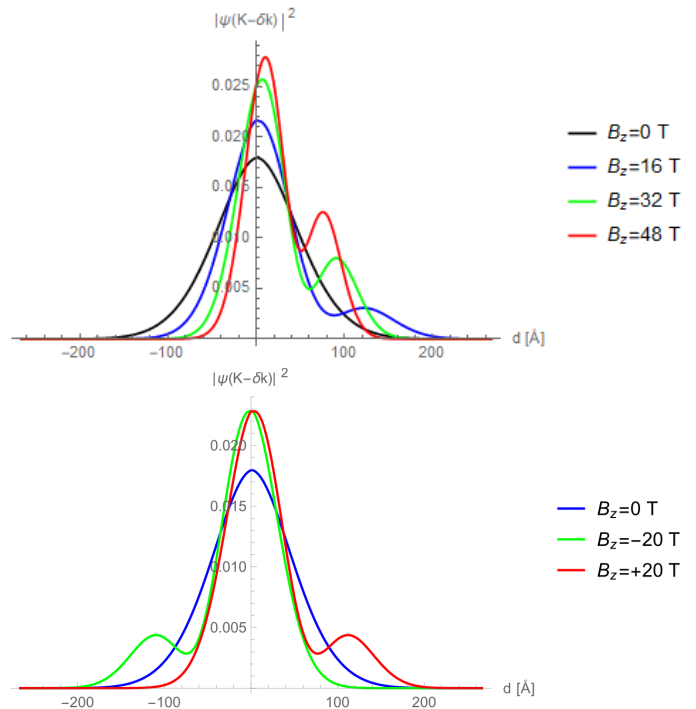 |ψ(K−δk)|²
0.025
0.020
0.015
0.010
0.005
−200
−100
0
100
200
d [Å]
B_z=0 T
B_z=16 T
B_z=32 T
B_z=48 T
|ψ(K−δk)|²
0.020
0.015
0.010
0.005
−200
−100
0
100
200
d [Å]
B_z=0 T
B_z=−20 T
B_z=+20 T